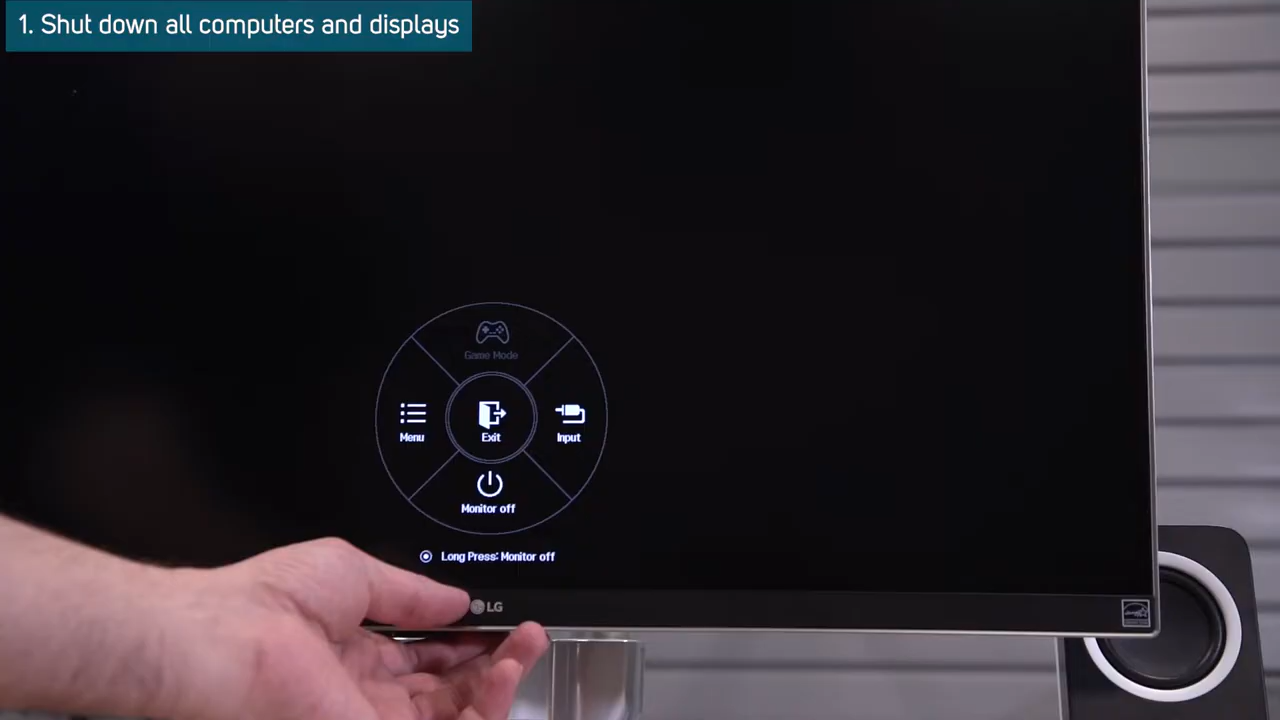 1. Shut down all computers and displays
Game Mode
Menu
Exit
Input
Monitor off
Long Press: Monitor off
LG